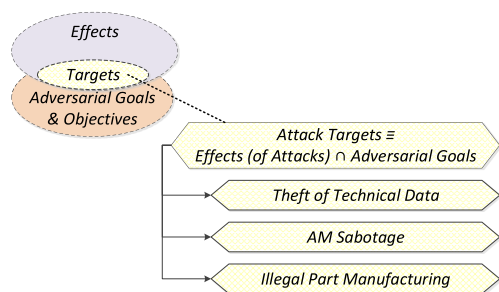 Effects
Targets
Adversarial Goals
& Objectives
Attack Targets ≡
Effects (of Attacks) ∩ Adversarial Goals
Theft of Technical Data
AM Sabotage
Illegal Part Manufacturing